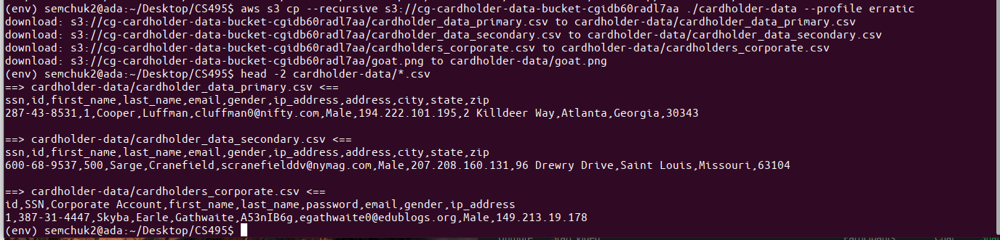 (env) semchuk2@ada:~/Desktop/CS495$ aws s3 cp --recursive s3://cg-cardholder-data-bucket-cgidb60radl7aa ./cardholder-data --profile erratic
download: s3://cg-cardholder-data-bucket-cgidb60radl7aa/cardholder_data_primary.csv to cardholder-data/cardholder_data_primary.csv
download: s3://cg-cardholder-data-bucket-cgidb60radl7aa/cardholder_data_secondary.csv to cardholder-data/cardholder_data_secondary.csv
download: s3://cg-cardholder-data-bucket-cgidb60radl7aa/cardholders_corporate.csv to cardholder-data/cardholders_corporate.csv
download: s3://cg-cardholder-data-bucket-cgidb60radl7aa/goat.png to cardholder-data/goat.png
(env) semchuk2@ada:~/Desktop/CS495$ head -2 cardholder-data/*.csv
==> cardholder-data/cardholder_data_primary.csv <==
ssn,id,first_name,last_name,email,gender,ip_address,address,city,state,zip
287-43-8531,1,Cooper,Luffman,cluffman0@nifty.com,Male,194.222.101.195,2 Killdeer Way,Atlanta,Georgia,30343

==> cardholder-data/cardholder_data_secondary.csv <==
ssn,id,first_name,last_name,email,gender,ip_address,address,city,state,zip
600-68-9537,500,Sarge,Cranefield,scranefielddv@nymag.com,Male,207.208.160.131,96 Drewry Drive,Saint Louis,Missouri,63104

==> cardholder-data/cardholders_corporate.csv <==
id,SSN,Corporate Account,first_name,last_name,password,email,gender,ip_address
1,387-31-4447,Skyba,Earle,Gathwaite,A53nIB6g,egathwaite0@edublogs.org,Male,149.213.19.178
(env) semchuk2@ada:~/Desktop/CS495$